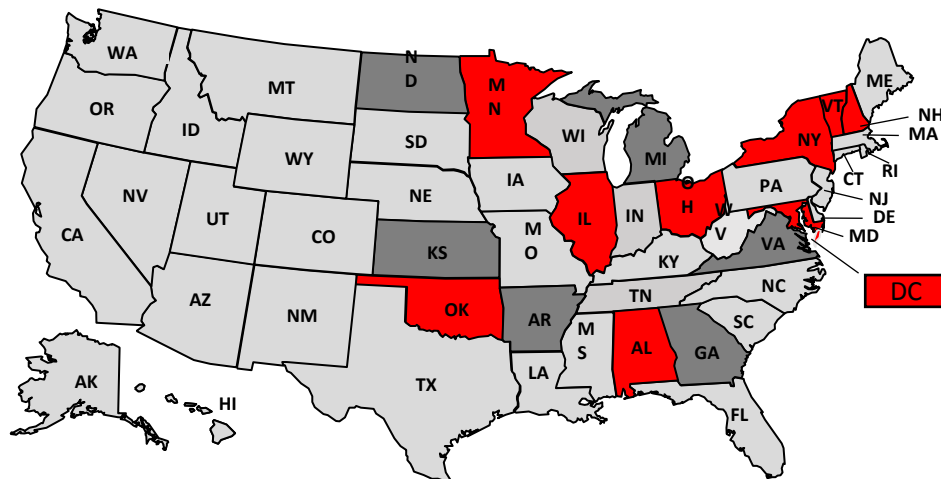 WA
N
D
M
N
ME
MT
OR
VT
NH
ID
SD
WI
NY
MA
WY
MI
RI
CT
IA
PA
NE
O
H
NJ
NV
IL
IN
W
V
DE
UT
CA
CO
M
O
MD
KS
VA
KY
DC
AZ
NM
OK
AR
TN
NC
M
S
AL
GA
SC
AK
TX
LA
HI
FL